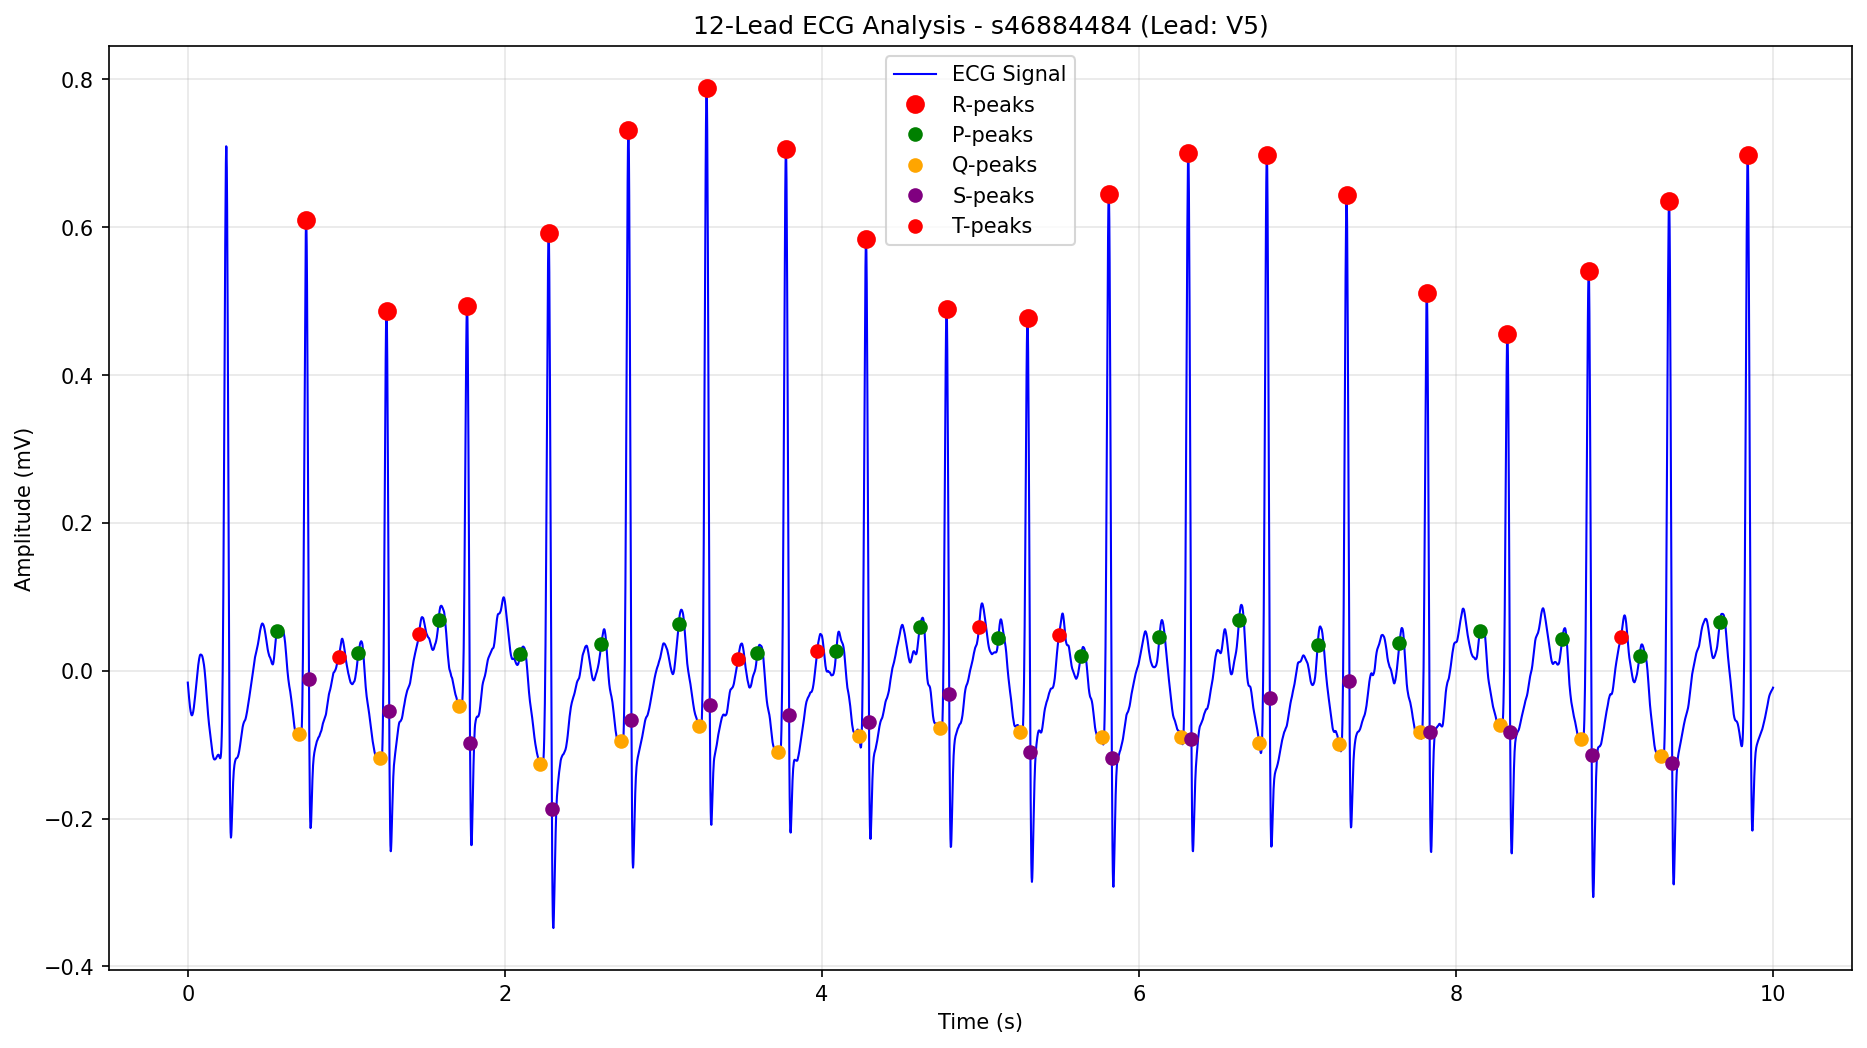 12-Lead ECG Analysis - s46884484 (Lead: V5)
ECG Signal
R-peaks
P-peaks
Q-peaks
S-peaks
T-peaks
Amplitude (mV)
0.8
0.6
0.4
0.2
0.0
−0.2
−0.4
0 2 4 6 8 10
Time (s)